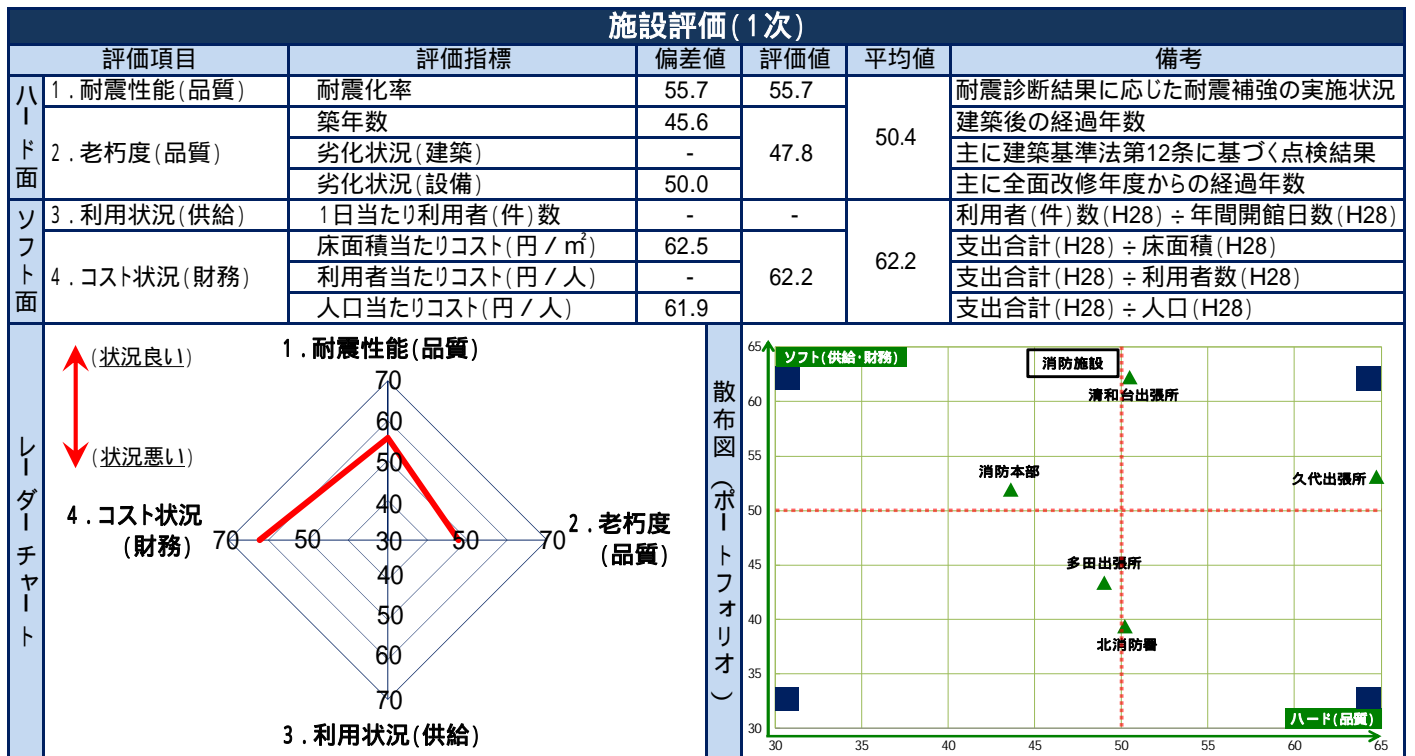 施設評価(1次)
評価項目 評価指標 偏差値 評価値 平均値 備考
ハード面
1.耐震性能(品質) 耐震化率 55.7 55.7 50.4 耐震診断結果に応じた耐震補強の実施状況
2.老朽度(品質) 築年数 45.6 47.8 建築後の経過年数
劣化状況(建築) - 主に建築基準法第12条に基づく点検結果
劣化状況(設備) 50.0 主に全面改修年度からの経過年数
ソフト面
3.利用状況(供給) 1日当たり利用者(件)数 - - 62.2 利用者(件)数(H28)÷年間開館日数(H28)
4.コスト状況(財務) 床面積当たりコスト(円/㎡) 62.5 62.2 支出合計(H28)÷床面積(H28)
利用者当たりコスト(円/人) - 支出合計(H28)÷利用者数(H28)
人口当たりコスト(円/人) 61.9 支出合計(H28)÷人口(H28)
レーダーチャート
(状況良い)
(状況悪い)
1.耐震性能(品質)
70
60
50
40
4.コスト状況
(財務)
70 50 30 50 70
2.老朽度
(品質)
40
50
60
70
3.利用状況(供給)
散布図(ポートフォリオ)
65
ソフト(供給・財務)
消防施設
清和台出張所
60
55
消防本部
久代出張所
50
45
多田出張所
40
北消防署
35
30
ハード(品質)
30 35 40 45 50 55 60 65